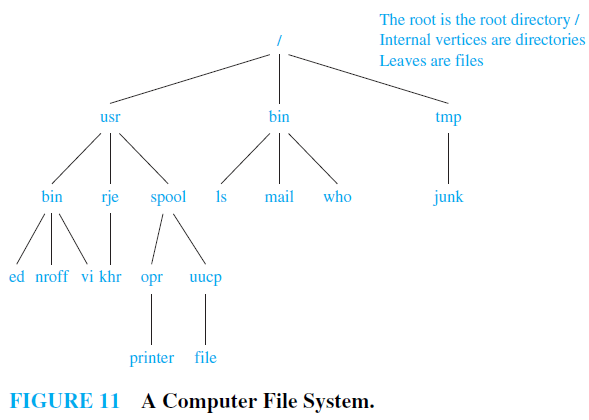 The root is the root directory /
Internal vertices are directories
Leaves are files
/
usr bin tmp
bin rje spool ls mail who junk
ed nroff vi khr opr uucp
printer file
FIGURE 11 A Computer File System.